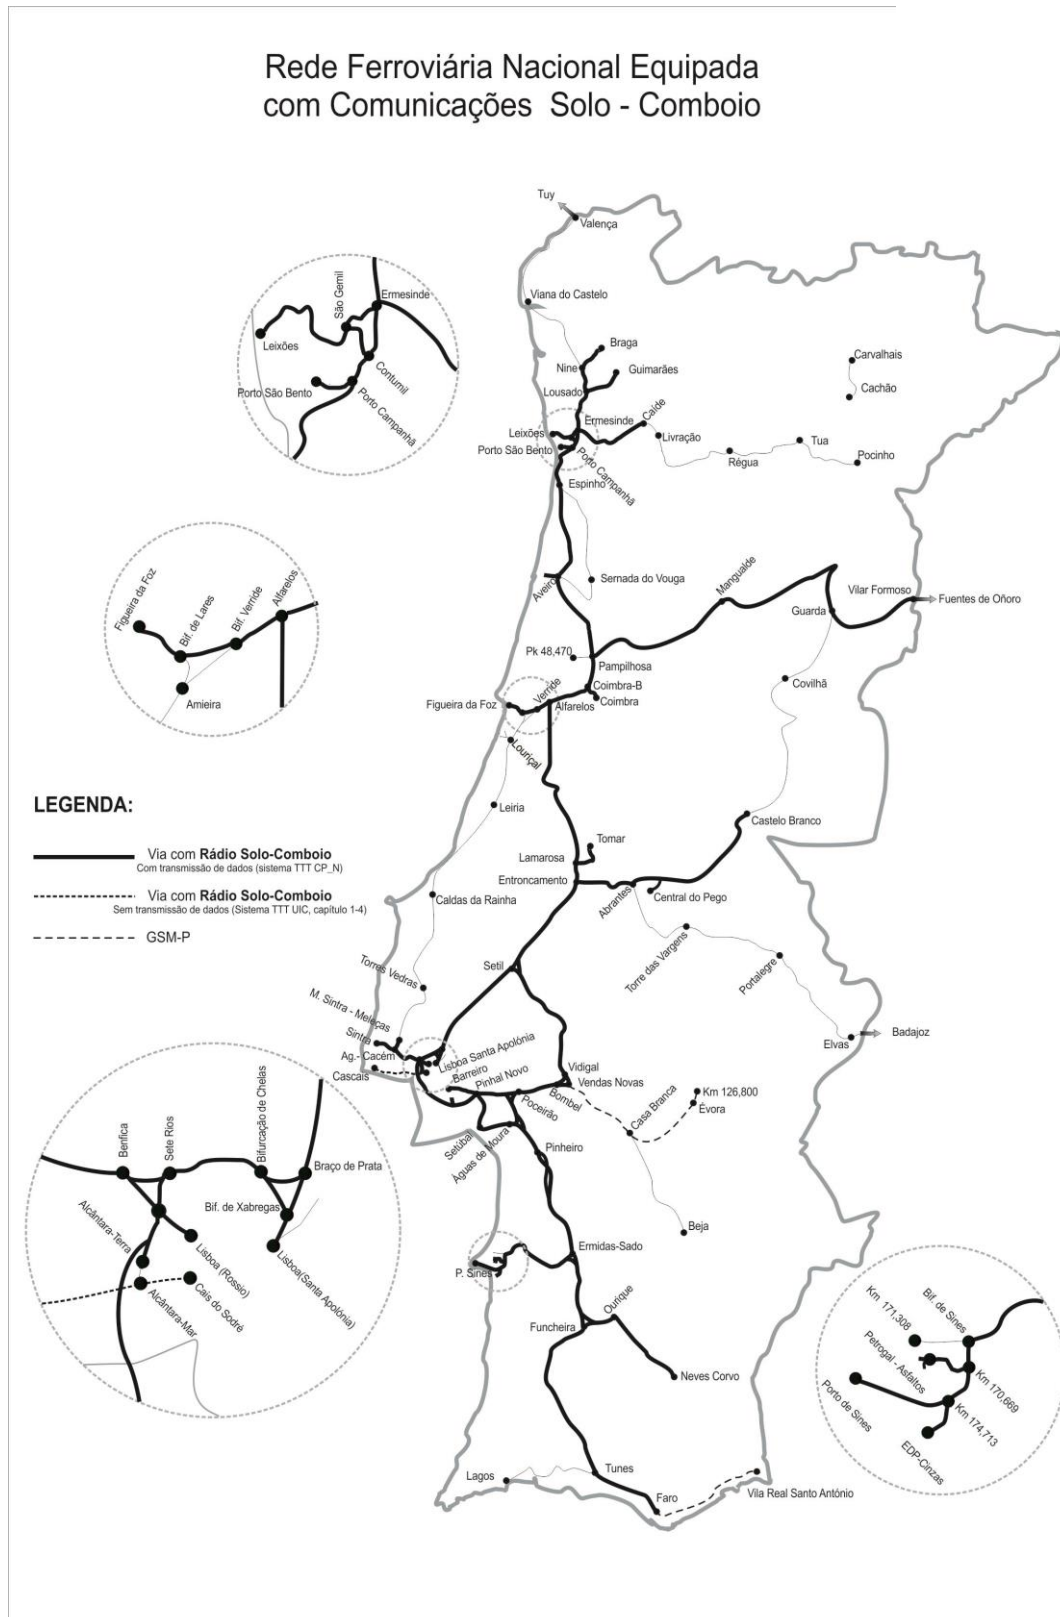 Rede Ferroviária Nacional Equipada
com Comunicações Solo - Comboio
Tuy
Valença
Viana do Castelo
Braga
Nine
Guimarães
Lousado
Ermesinde
Caíde
Leixões
Livração
Porto São Bento
Porto Campanhã
Régua
Tua
Pocinho
Carvalhais
Cachão
Espinho
Sernada do Vouga
Aveiro
Mangualde
Guarda
Vilar Formoso
Fuentes de Oñoro
Pk 48,470
Pampilhosa
Coimbra-B
Coimbra
Covilhã
Figueira da Foz
Verride
Alfarelos
Louriçal
Leiria
Castelo Branco
Tomar
Lamarosa
Entroncamento
Abrantes
Central do Pego
Caldas da Rainha
Torre das Vargens
Portalegre
Setil
Torres Vedras
M. Sintra - Meleças
Sintra
Ag.- Cacém
Cascais
Lisboa Santa Apolónia
Barreiro
Pinhal Novo
Vidigal
Vendas Novas
Bombel
Poceirão
Casa Branca
Km 126,800
Évora
Elvas
Badajoz
Setúbal
Águas de Moura
Pinheiro
Beja
Ermidas-Sado
P. Sines
Ourique
Funcheira
Neves Corvo
Lagos
Tunes
Faro
Vila Real Santo António
São Gemil
Ermesinde
Leixões
Contumil
Porto São Bento
Porto Campanhã
Figueira da Foz
Bif. de Lares
Bif. Verride
Alfarelos
Amieira
LEGENDA:
Via com Rádio Solo-Comboio
Com transmissão de dados (sistema TTT CP_N)
Via com Rádio Solo-Comboio
Sem transmissão de dados (Sistema TTT UIC, capítulo 1-4)
GSM-P
Benfica
Sete Rios
Bifurcação de Chelas
Braço de Prata
Bif. de Xabregas
Alcântara-Terra
Lisboa (Rossio)
Lisboa(Santa Apolónia)
Cais do Sodré
Alcântara-Mar
Km 171,308
Bif. de Sines
Petrogal - Asfaltos
Km 170,669
Porto de Sines
Km 174,713
EDP-Cinzas